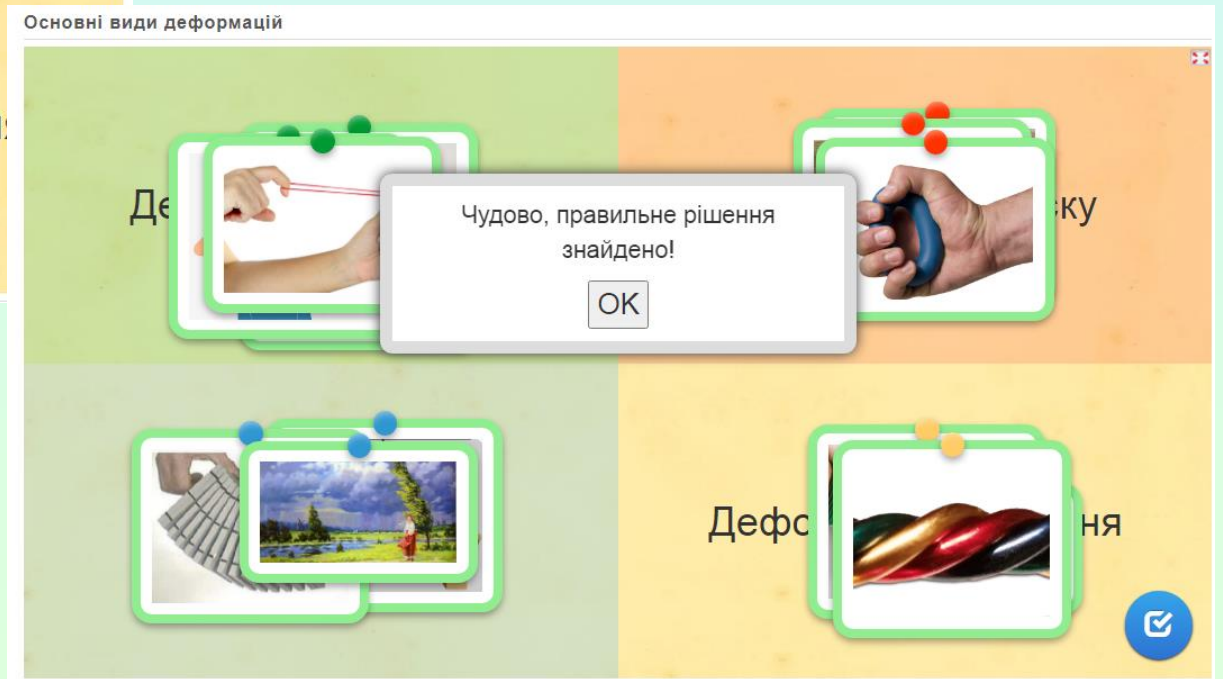 Основні види деформацій
Чудово, правильне рішення
знайдено!
OK